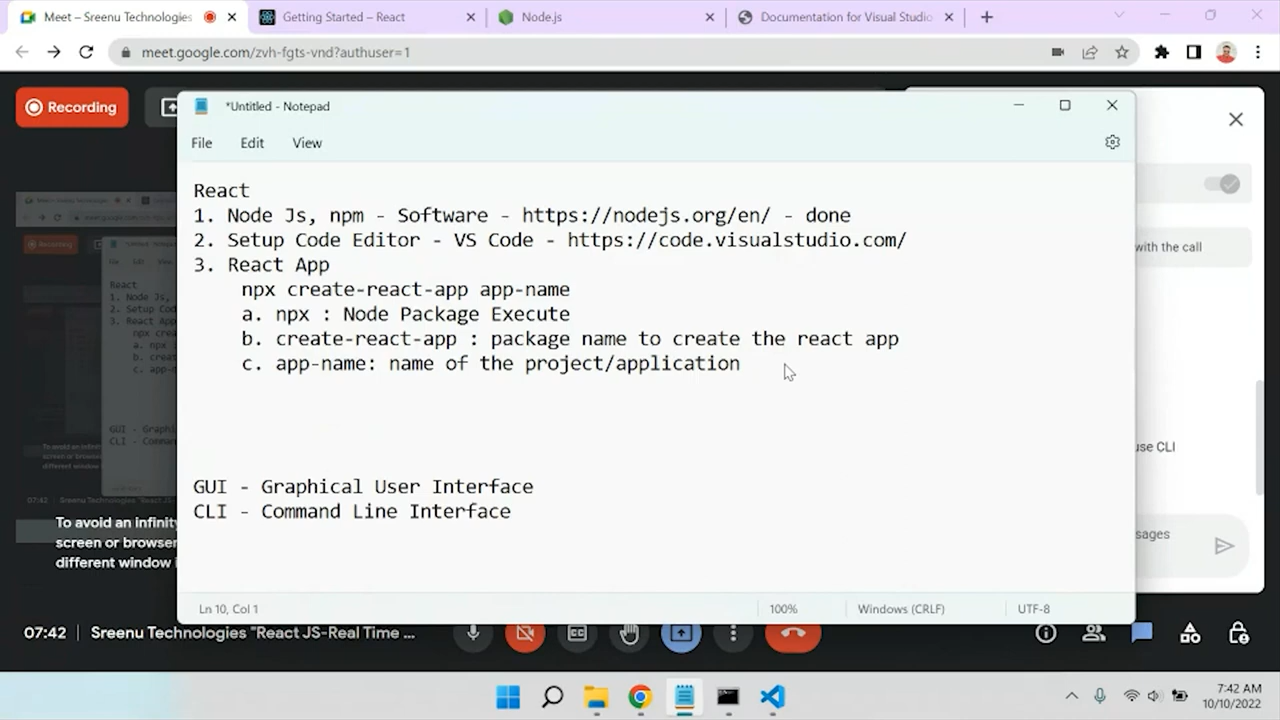 Meet – Sreenu Technologies
Getting Started – React
Node.js
Documentation for Visual Studio
meet.google.com/zvh-fgts-vnd?authuser=1
Recording
*Untitled - Notepad
File Edit View
React
1. Node Js, npm - Software - https://nodejs.org/en/ - done
2. Setup Code Editor - VS Code - https://code.visualstudio.com/
3. React App
npx create-react-app app-name
a. npx : Node Package Execute
b. create-react-app : package name to create the react app
c. app-name: name of the project/application
GUI - Graphical User Interface
CLI - Command Line Interface
Ln 10, Col 1
100%
Windows (CRLF)
UTF-8
with the call
use CLI
To avoid an infinity
screen or browser
different window
07:42 | Sreenu Technologies "React JS-Real Time ...
7:42 AM
10/10/2022